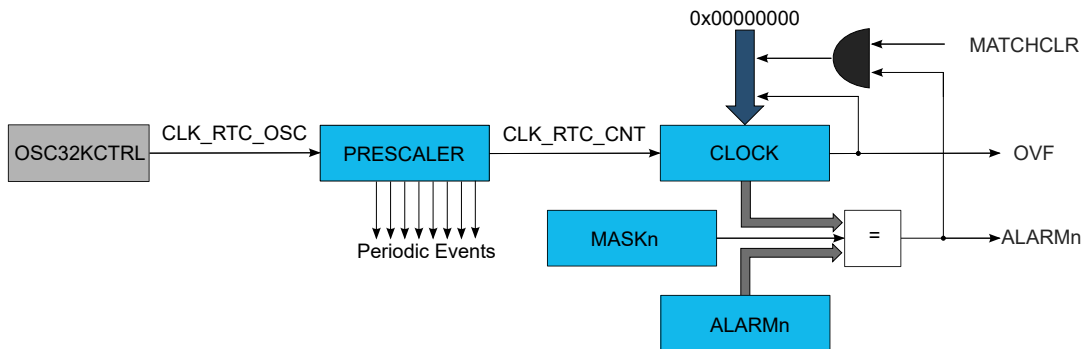 0x00000000
MATCHCLR
OSC32KCTRL
CLK_RTC_OSC
PRESCALER
CLK_RTC_CNT
CLOCK
OVF
Periodic Events
MASKn
=
ALARMn
ALARMn